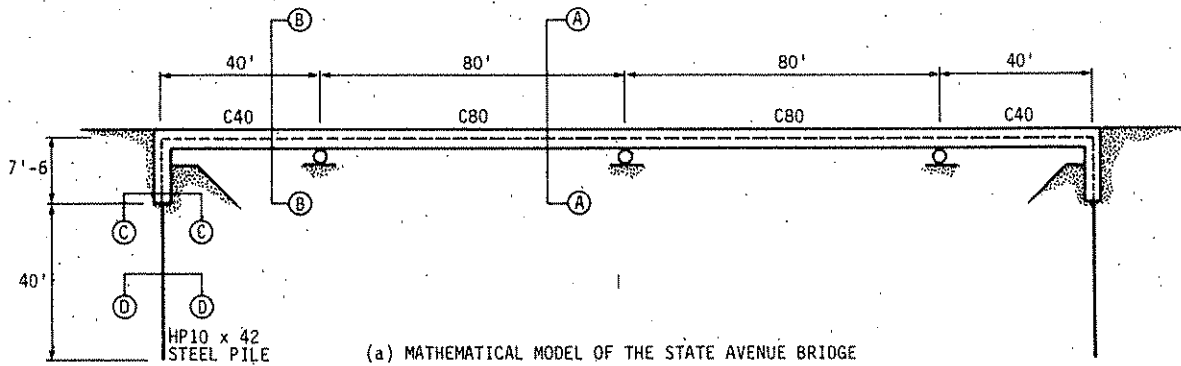 B A
40' 80' 80' 40'
C40 C80 C80 C40
7'-6
B A
C C
40'
D D
HP10 x 42
STEEL PILE
(a) MATHEMATICAL MODEL OF THE STATE AVENUE BRIDGE